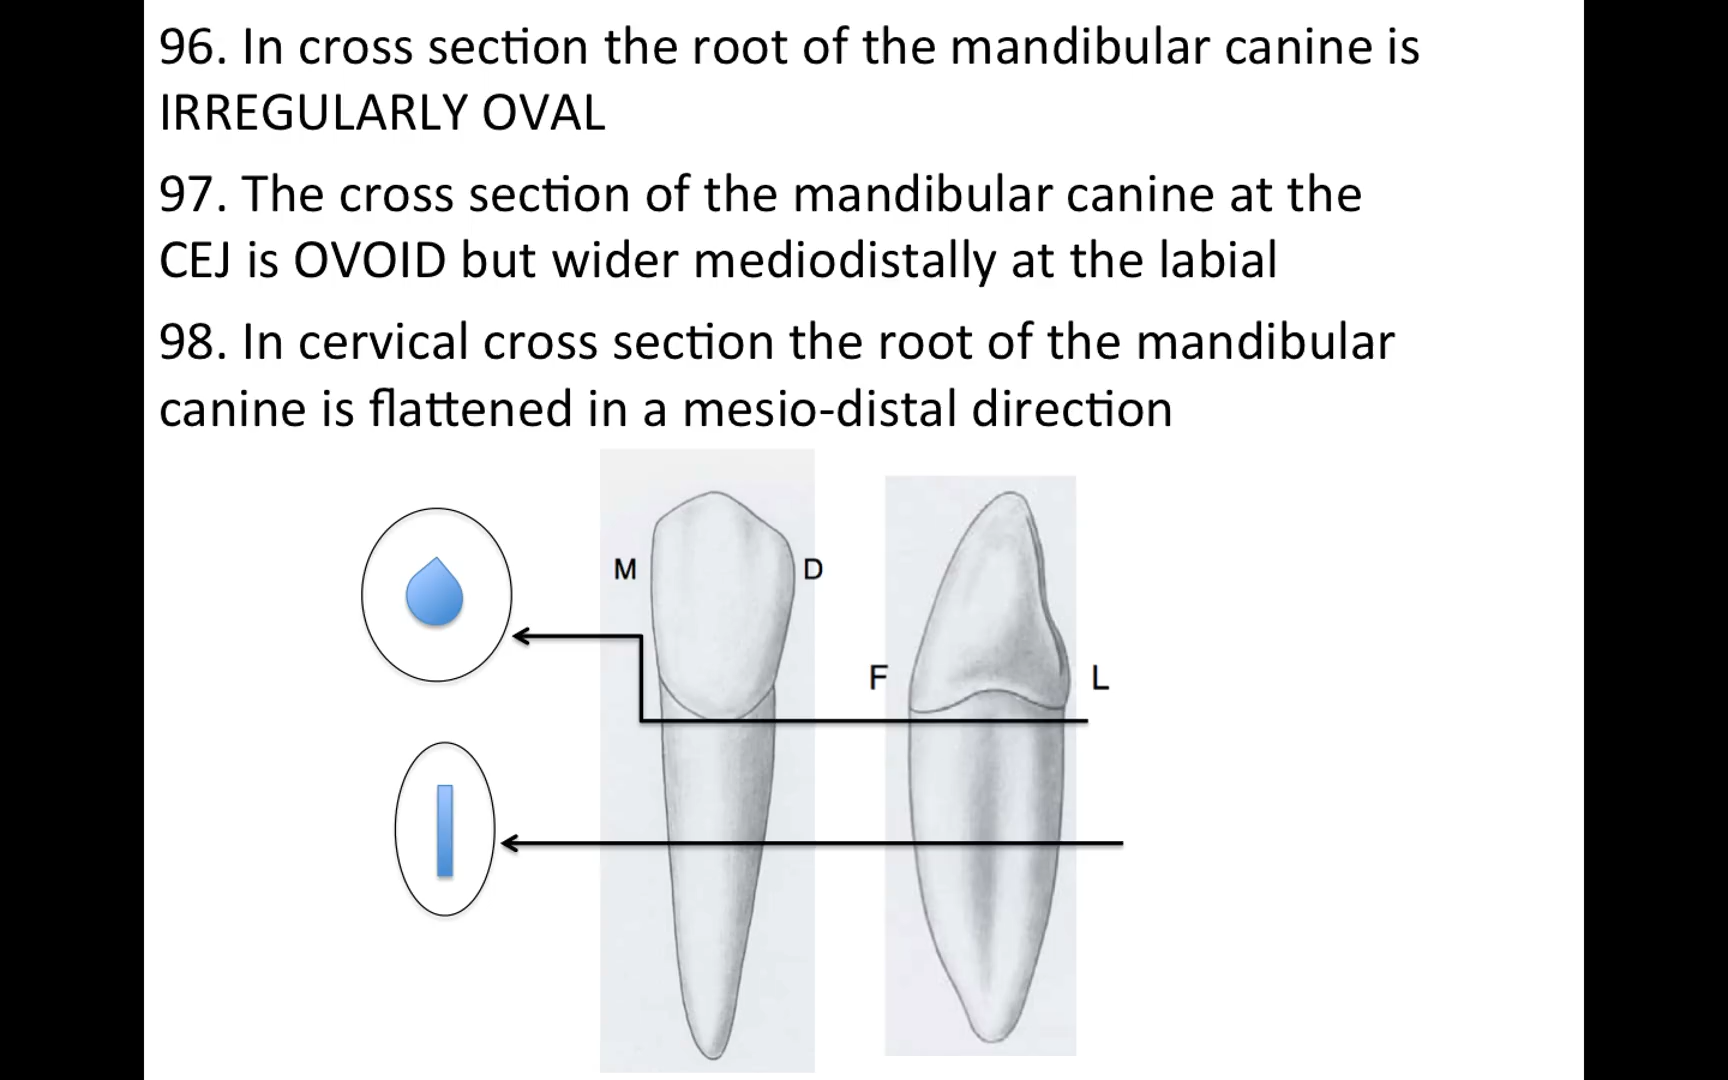 96. In cross section the root of the mandibular canine is
IRREGULARLY OVAL
97. The cross section of the mandibular canine at the
CEJ is OVOID but wider mediodistally at the labial
98. In cervical cross section the root of the mandibular
canine is flattened in a mesio-distal direction
M
D
F
L